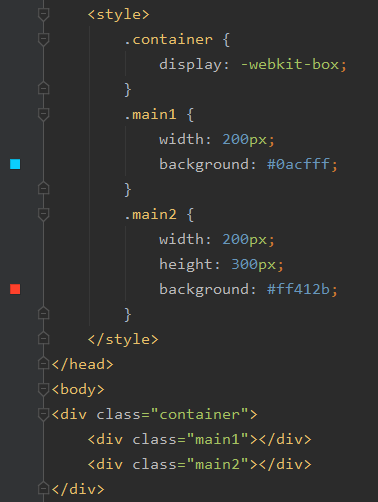 <style>
.container {
display: -webkit-box;
}
.main1 {
width: 200px;
background: #0acfff;
}
.main2 {
width: 200px;
height: 300px;
background: #ff412b;
}
</style>
</head>
<body>
<div class="container">
<div class="main1"></div>
<div class="main2"></div>
</div>